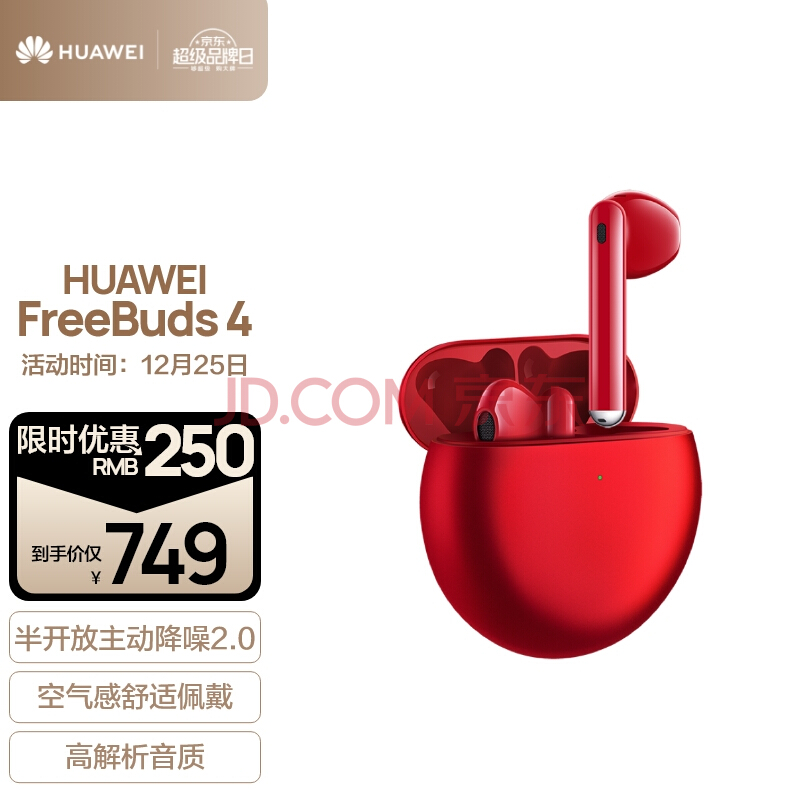 HUAWEI
京东
超级品牌日
HUAWEI
FreeBuds 4
活动时间：12月25日
JD.COM 京东
限时优惠
RMB 250
到手价仅
¥ 749
半开放主动降噪2.0
空气感舒适佩戴
高解析音质